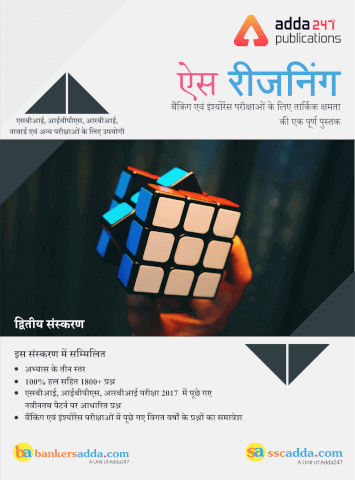 adda247
publications
ऐस रीजनिंग
बैंकिंग एवं इंश्योरेंस परीक्षाओं के लिए तार्किक क्षमता
की एक पूर्ण पुस्तक
एसबीआई, आईबीपीएस, आरबीआई,
नाबार्ड एवं अन्य परीक्षाओं के लिए उपयोगी
द्वितीय संस्करण
इस संस्करण में सम्मिलित
अभ्यास के तीन स्तर
100% हल सहित 1800+ प्रश्न
एसबीआई, आईबीपीएस, आरबीआई परीक्षा 2017 में पूछे गए
नवीनतम पैटर्न पर आधारित प्रश्न
बैंकिंग एवं इंश्योरेंस परीक्षाओं में पूछे गए विगत वर्षों के प्रश्नों का समावेश
ba bankersadda.com
A Unit of Adda247
sa sscadda.com
A Unit of Adda247